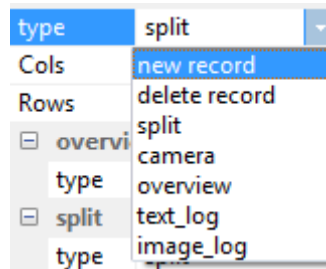 type split
Cols new record
Rows delete record
split
overvi camera
type overview
split text_log
type image_log